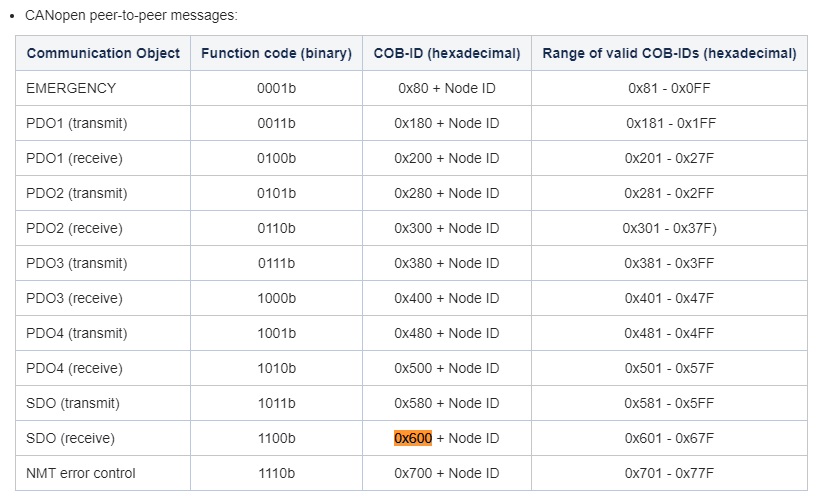 • CANopen peer-to-peer messages:
Communication Object Function code (binary) COB-ID (hexadecimal) Range of valid COB-IDs (hexadecimal)
EMERGENCY 0001b 0x80 + Node ID 0x81 - 0x0FF
PDO1 (transmit) 0011b 0x180 + Node ID 0x181 - 0x1FF
PDO1 (receive) 0100b 0x200 + Node ID 0x201 - 0x27F
PDO2 (transmit) 0101b 0x280 + Node ID 0x281 - 0x2FF
PDO2 (receive) 0110b 0x300 + Node ID 0x301 - 0x37F)
PDO3 (transmit) 0111b 0x380 + Node ID 0x381 - 0x3FF
PDO3 (receive) 1000b 0x400 + Node ID 0x401 - 0x47F
PDO4 (transmit) 1001b 0x480 + Node ID 0x481 - 0x4FF
PDO4 (receive) 1010b 0x500 + Node ID 0x501 - 0x57F
SDO (transmit) 1011b 0x580 + Node ID 0x581 - 0x5FF
SDO (receive) 1100b 0x600 + Node ID 0x601 - 0x67F
NMT error control 1110b 0x700 + Node ID 0x701 - 0x77F